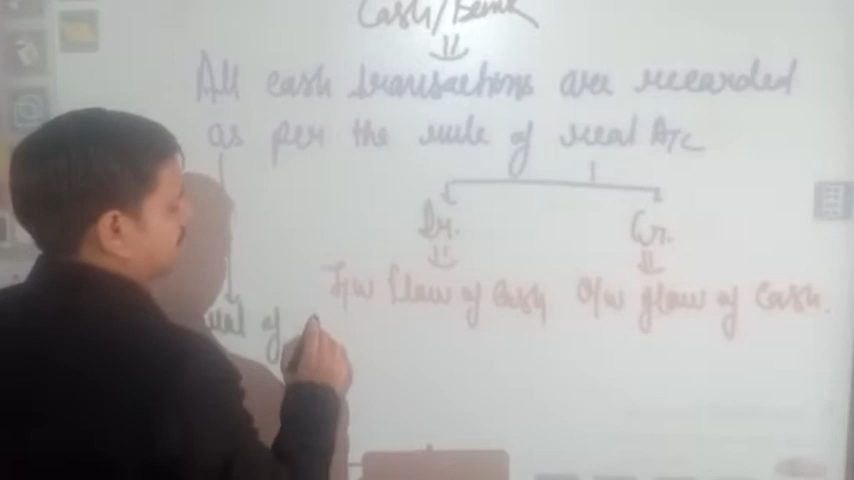 Cash/Bank
All cash transactions are recorded
as per the rule of real A/c
Dr. Cr.
I/w flow of cash O/w flow of cash.
of